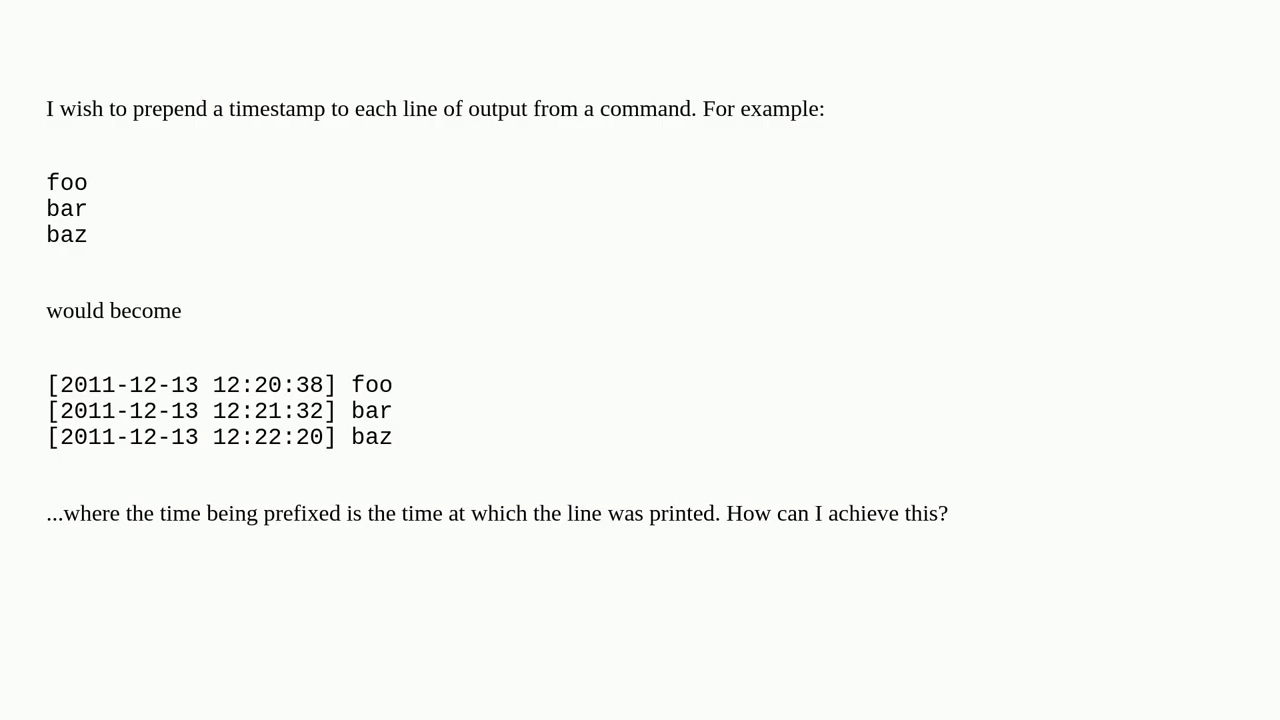 I wish to prepend a timestamp to each line of output from a command. For example:
foo
bar
baz
would become
[2011-12-13 12:20:38] foo
[2011-12-13 12:21:32] bar
[2011-12-13 12:22:20] baz
...where the time being prefixed is the time at which the line was printed. How can I achieve this?